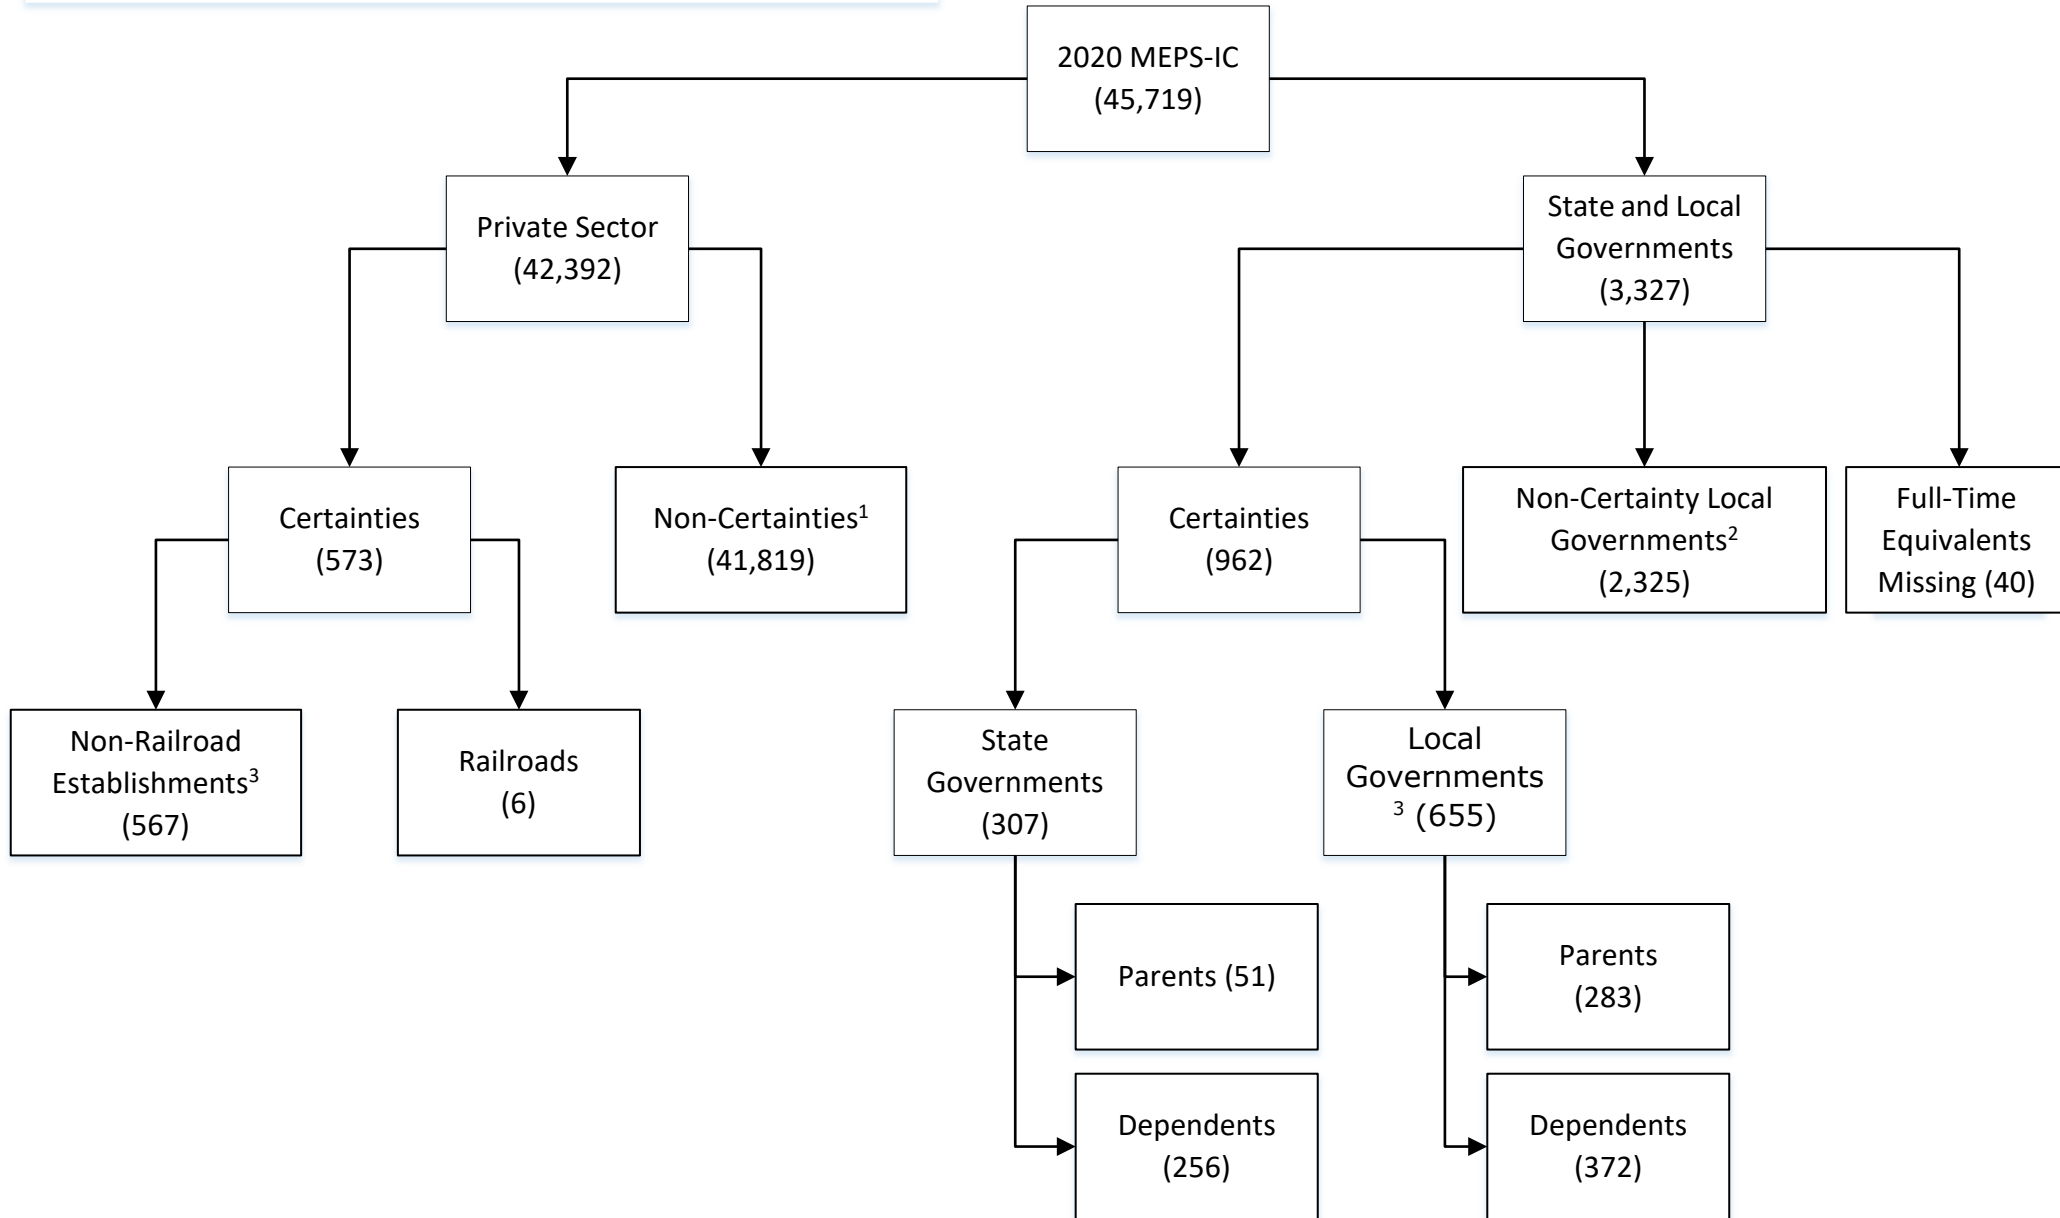 2020 MEPS-IC
(45,719)
Private Sector
(42,392)
State and Local
Governments
(3,327)
Certainties
(573)
Non-Certainties¹
(41,819)
Certainties
(962)
Non-Certainty Local
Governments²
(2,325)
Full-Time
Equivalents
Missing (40)
Non-Railroad
Establishments³
(567)
Railroads
(6)
State
Governments
(307)
Local
Governments
³ (655)
Parents (51)
Parents
(283)
Dependents
(256)
Dependents
(372)